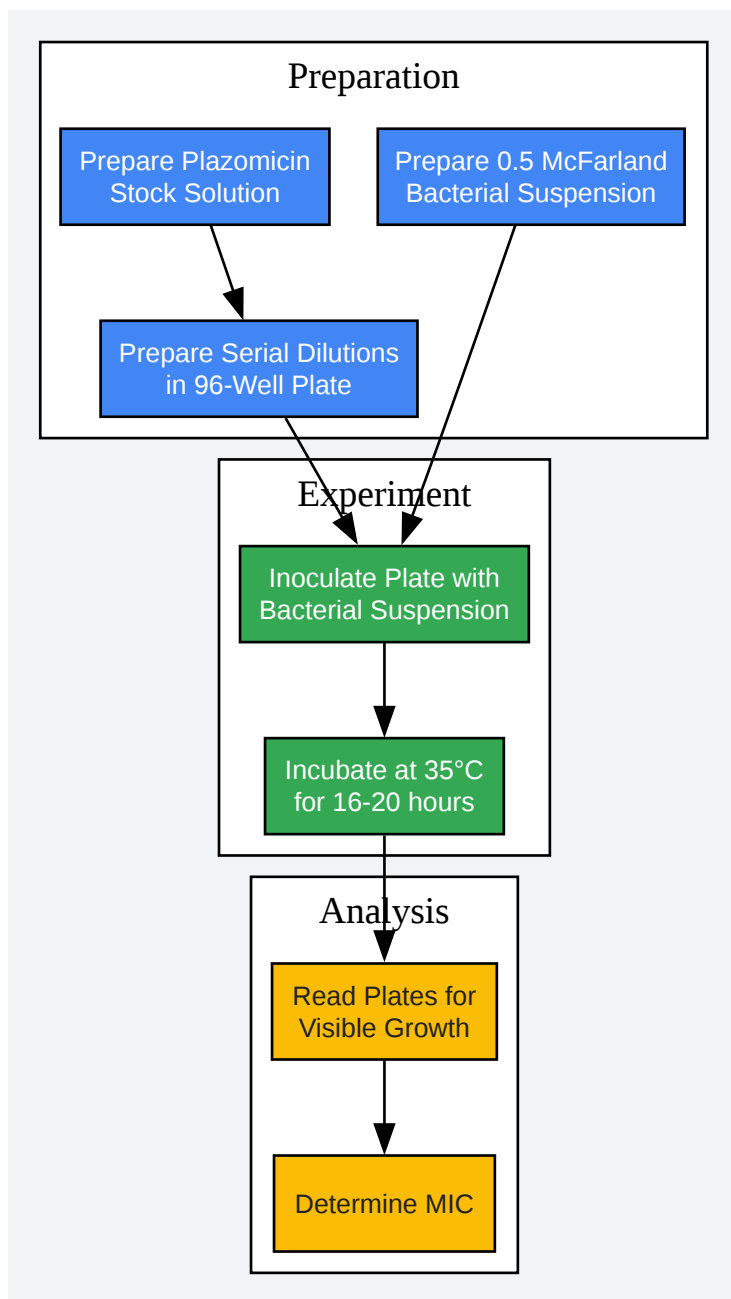 Preparation
Prepare Plazomicin
Stock Solution
Prepare 0.5 McFarland
Bacterial Suspension
Prepare Serial Dilutions
in 96-Well Plate
Experiment
Inoculate Plate with
Bacterial Suspension
Incubate at 35°C
for 16-20 hours
Analysis
Read Plates for
Visible Growth
Determine MIC